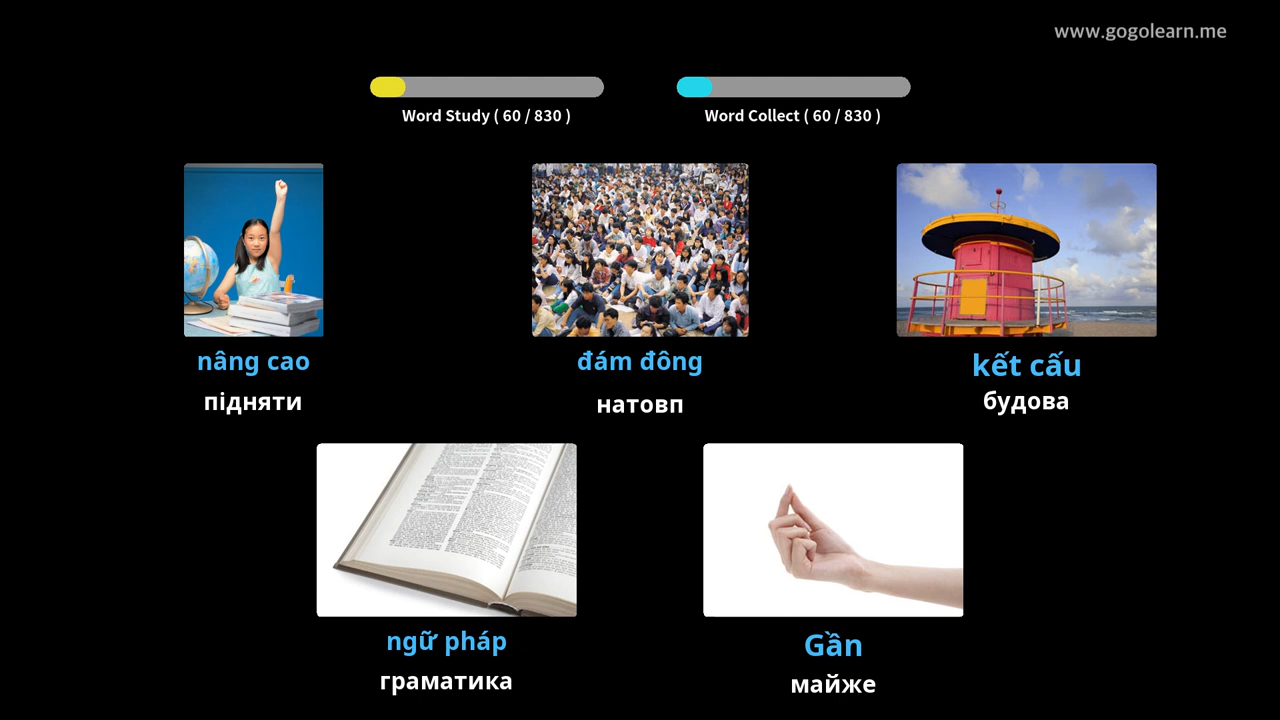 www.gogolearn.me
Word Study ( 60 / 830 )
Word Collect ( 60 / 830 )
nâng cao
підняти
đám đông
натовп
kết cấu
будова
ngữ pháp
граматика
Gần
майже